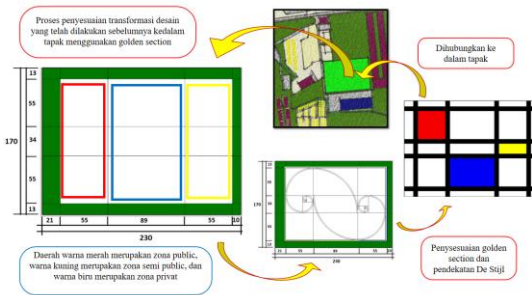 Proses penyesuaian transformasi desain
yang telah dilakukan sebelumnya kedalam
tapak menggunakan golden section
Dihubungkan ke
dalam tapak
13
55
34
55
13
170
21
55
89
55
10
230
170
230
Daerah warna merah merupakan zona public,
warna kuning merupakan zona semi public, dan
warna biru merupakan zona privat
Penysesuaian golden
section dan
pendekatan De Stijl